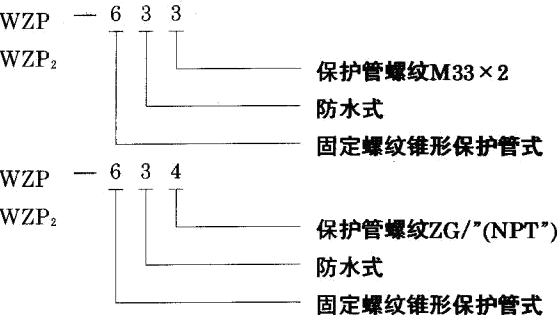 WZP — 6 3 3
WZP₂
保护管螺纹M33×2
防水式
固定螺纹锥形保护管式
WZP — 6 3 4
WZP₂
保护管螺纹ZG/"(NPT")
防水式
固定螺纹锥形保护管式